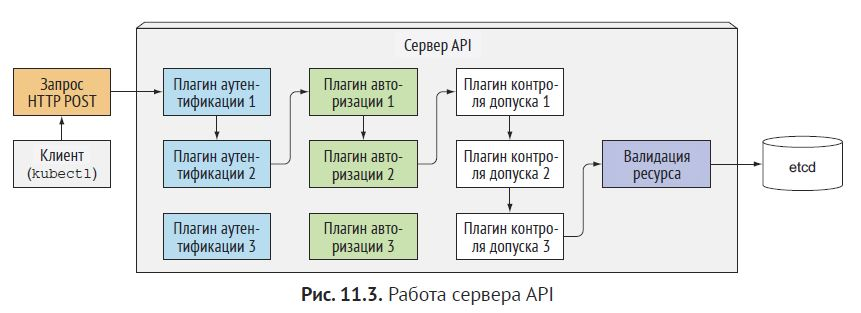 Сервер API
Запрос
HTTP POST
Клиент
(kubectl)
Плагин аутен-
тификации 1
Плагин аутен-
тификации 2
Плагин аутен-
тификации 3
Плагин авто-
ризации 1
Плагин авто-
ризации 2
Плагин авто-
ризации 3
Плагин контро-
ля допуска 1
Плагин контро-
ля допуска 2
Плагин контро-
ля допуска 3
Валидация
ресурса
etcd
Рис. 11.3. Работа сервера API